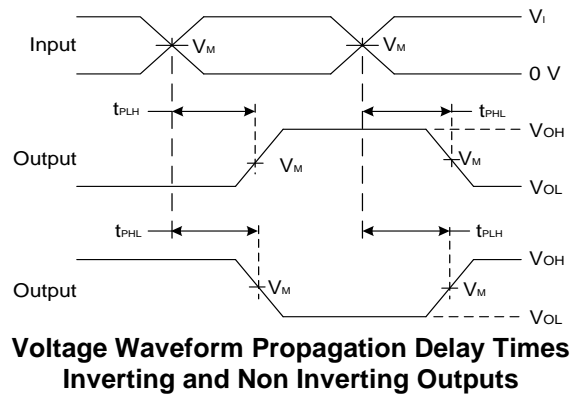 VI
Input VM VM
0 V
tPLH tPHL
VOH
Output VM VM
VOL
tPHL tPLH
VOH
Output VM VM
VOL
Voltage Waveform Propagation Delay Times
Inverting and Non Inverting Outputs